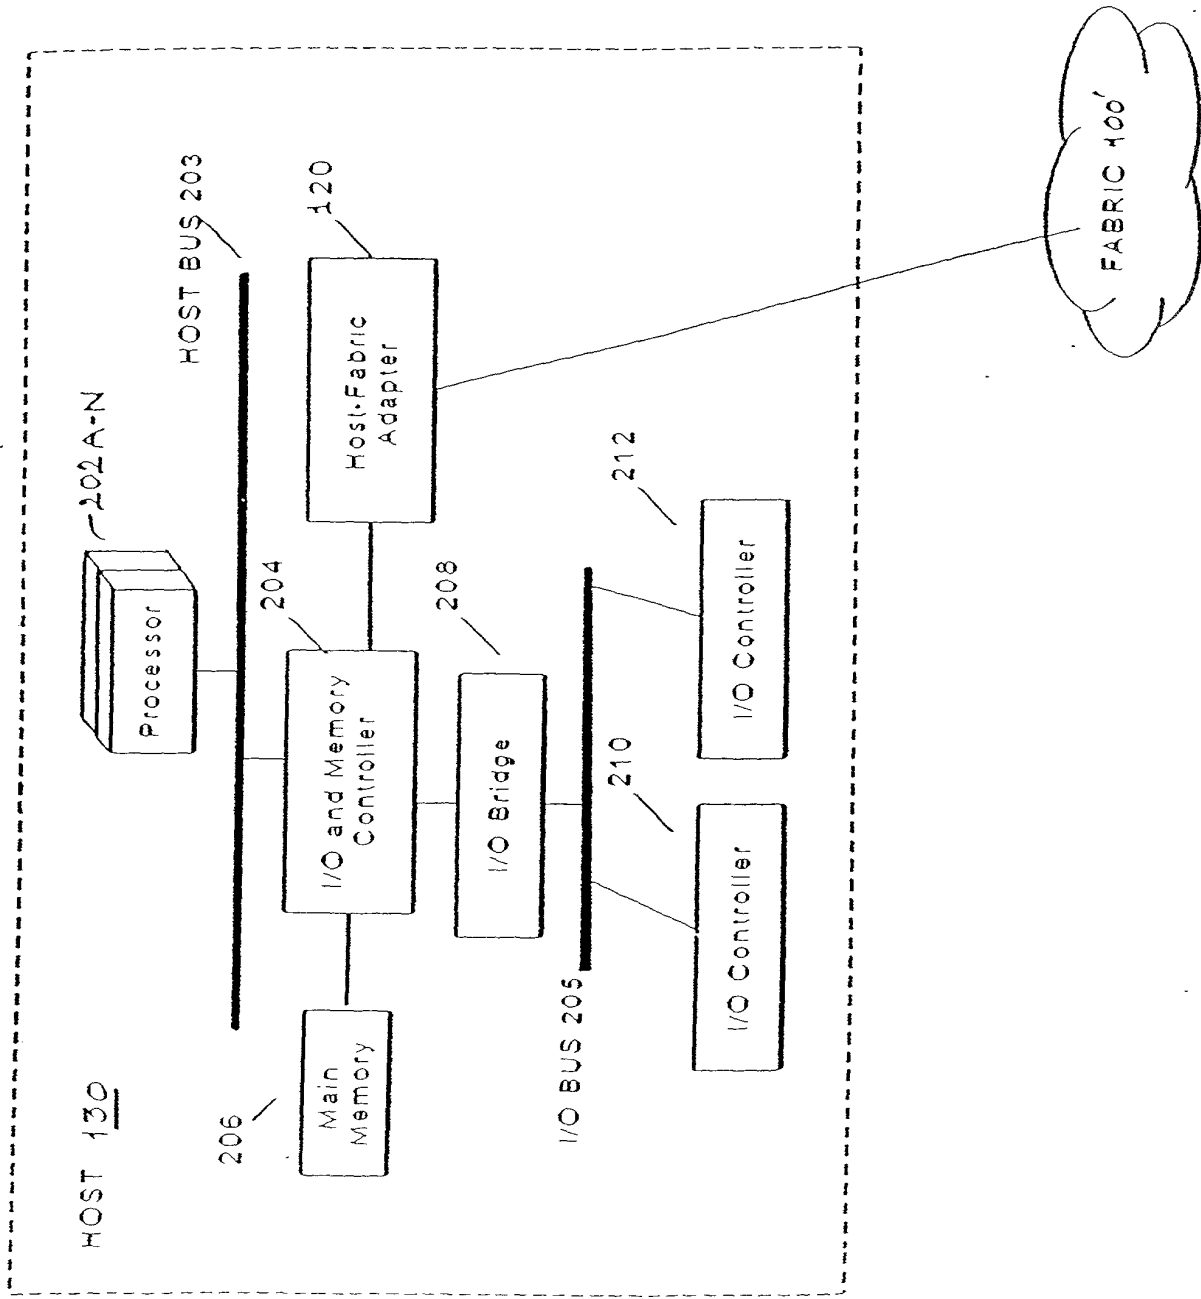 HOST 130
202A-N
Processor
HOST BUS 203
204
120
206
Main
Memory
I/O and Memory
Controller
Host-Fabric
Adapter
208
I/O Bridge
I/O BUS 205
210
212
I/O Controller
I/O Controller
FABRIC 100'